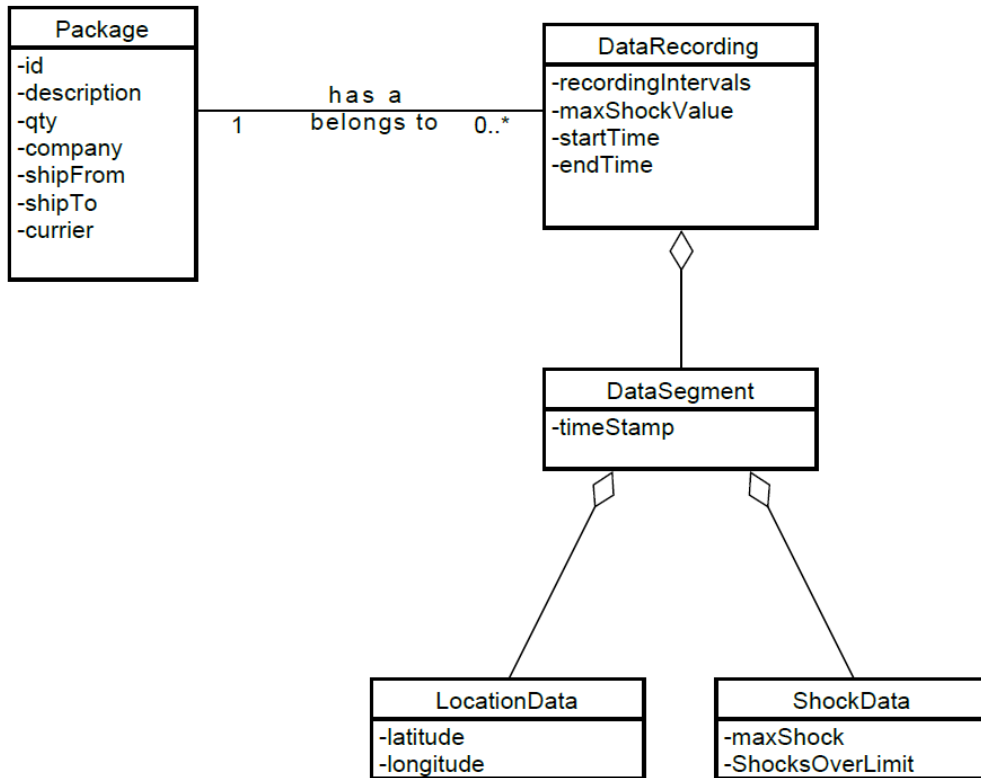 Package
-id
-description
-qty
-company
-shipFrom
-shipTo
-currier
has a
belongs to
1
0..*
DataRecording
-recordingIntervals
-maxShockValue
-startTime
-endTime
DataSegment
-timeStamp
LocationData
-latitude
-longitude
ShockData
-maxShock
-ShocksOverLimit